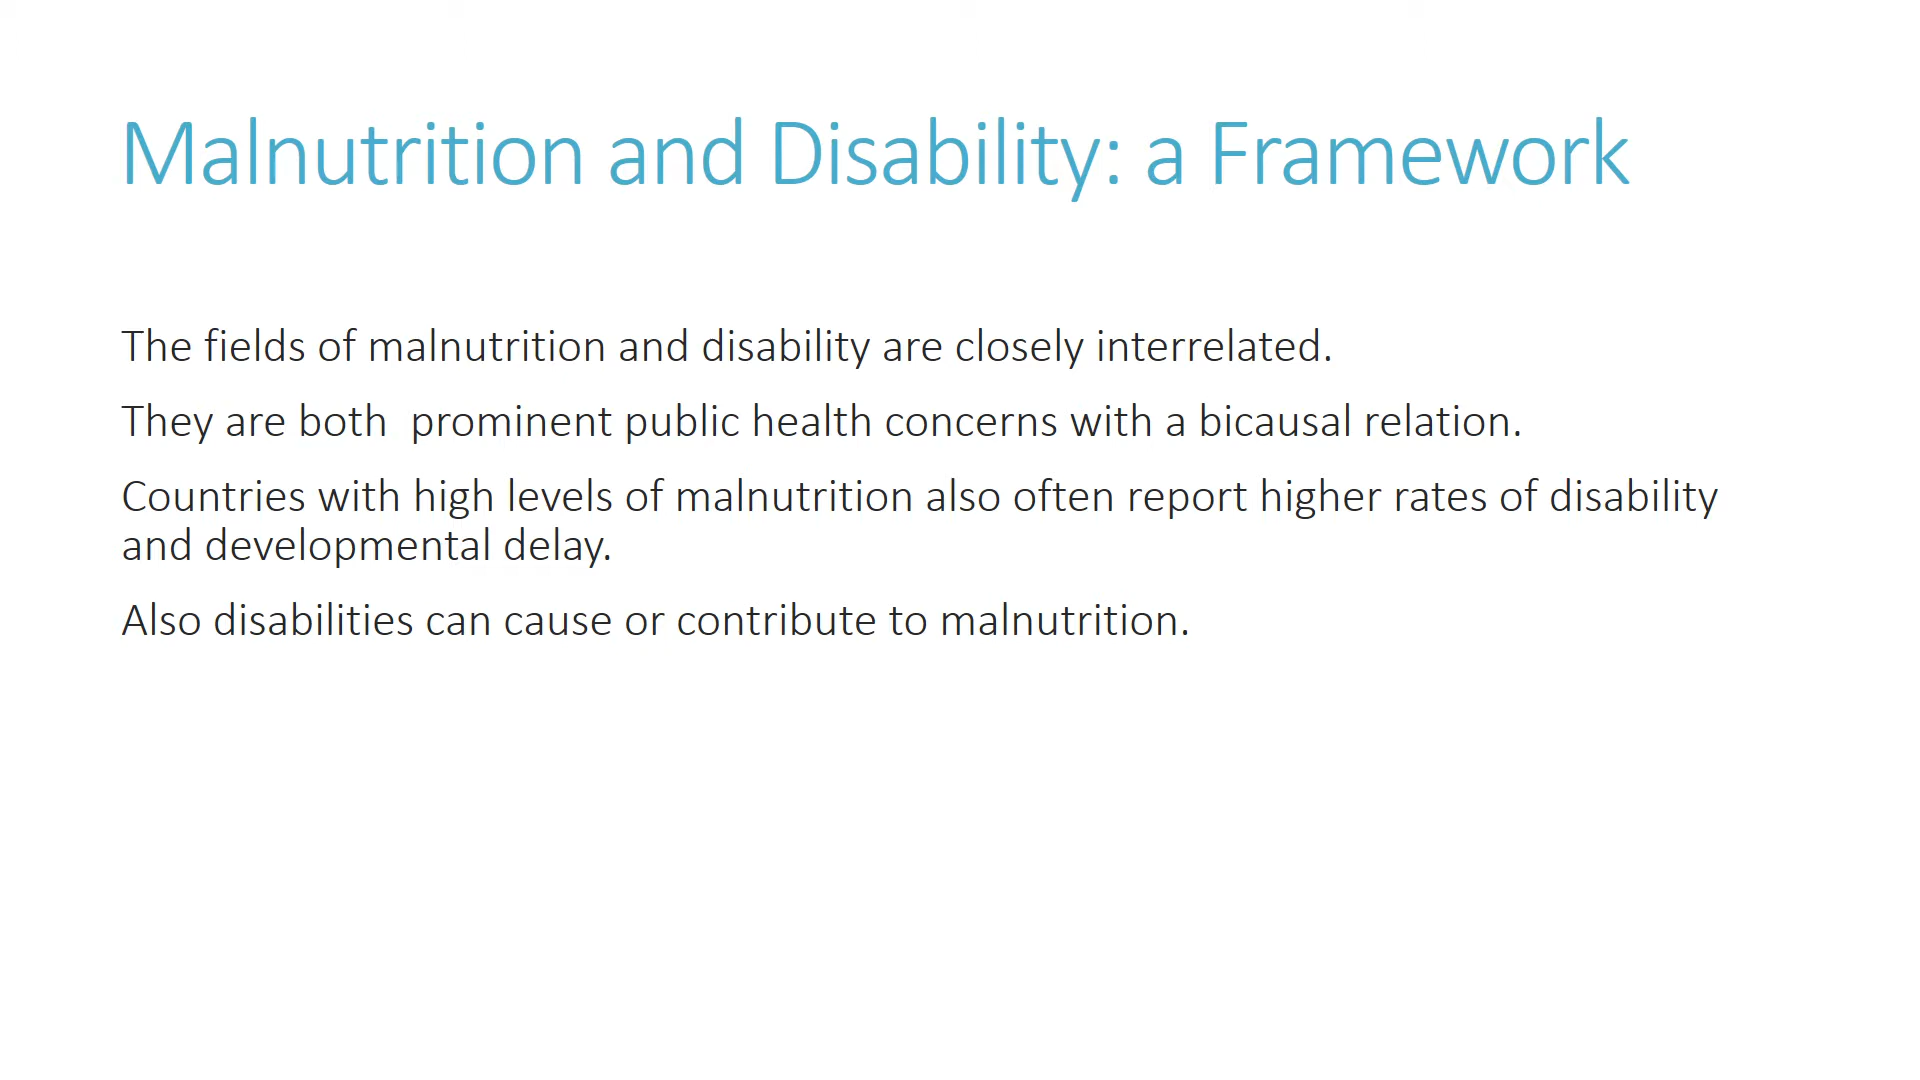 Malnutrition and Disability: a Framework
The fields of malnutrition and disability are closely interrelated.
They are both  prominent public health concerns with a bicausal relation.
Countries with high levels of malnutrition also often report higher rates of disability
and developmental delay.
Also disabilities can cause or contribute to malnutrition.